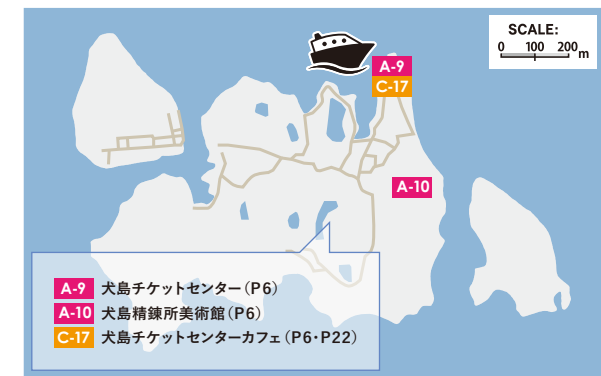 SCALE:
0 100 200m
A-9
C-17
A-10
A-9 犬島チケットセンター(P6)
A-10 犬島精錬所美術館(P6)
C-17 犬島チケットセンターカフェ(P6・P22)